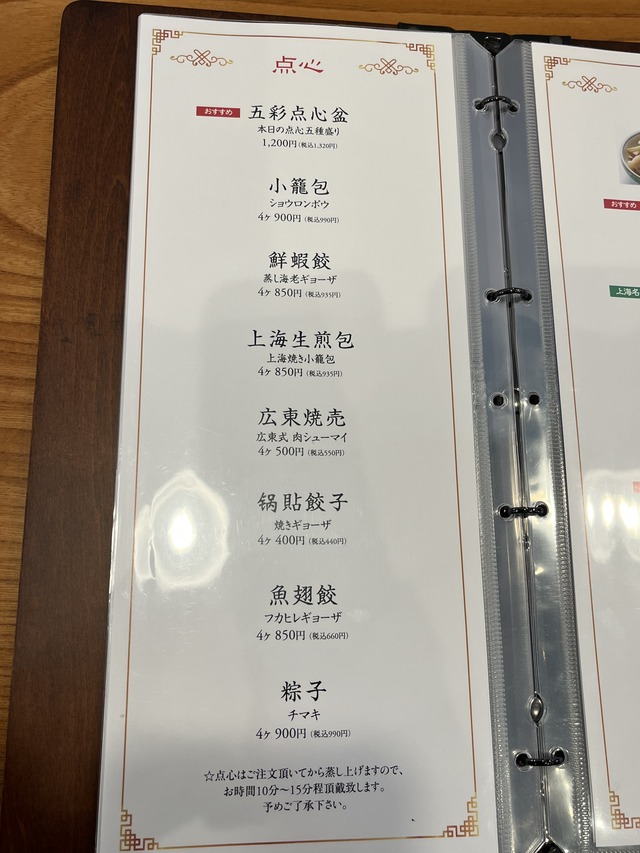 点心
おすすめ 五彩点心盆
本日の点心五種盛り
1,200円(税込1,320円)
小籠包
ショウロンボウ
4ヶ 900円(税込990円)
鮮蝦餃
蒸し海老ギョーザ
4ヶ 850円(税込935円)
上海生煎包
上海焼き小籠包
4ヶ 850円(税込935円)
広東焼売
広東式 肉シューマイ
4ヶ 500円(税込550円)
锅貼餃子
焼きギョーザ
4ヶ 400円(税込440円)
魚翅餃
フカヒレギョーザ
4ヶ 850円(税込660円)
粽子
チマキ
4ヶ 900円(税込990円)
☆点心はご注文頂いてから蒸し上げますので、
お時間10分〜15分程頂戴致します。
予めご了承下さい。
おすすめ
上海名